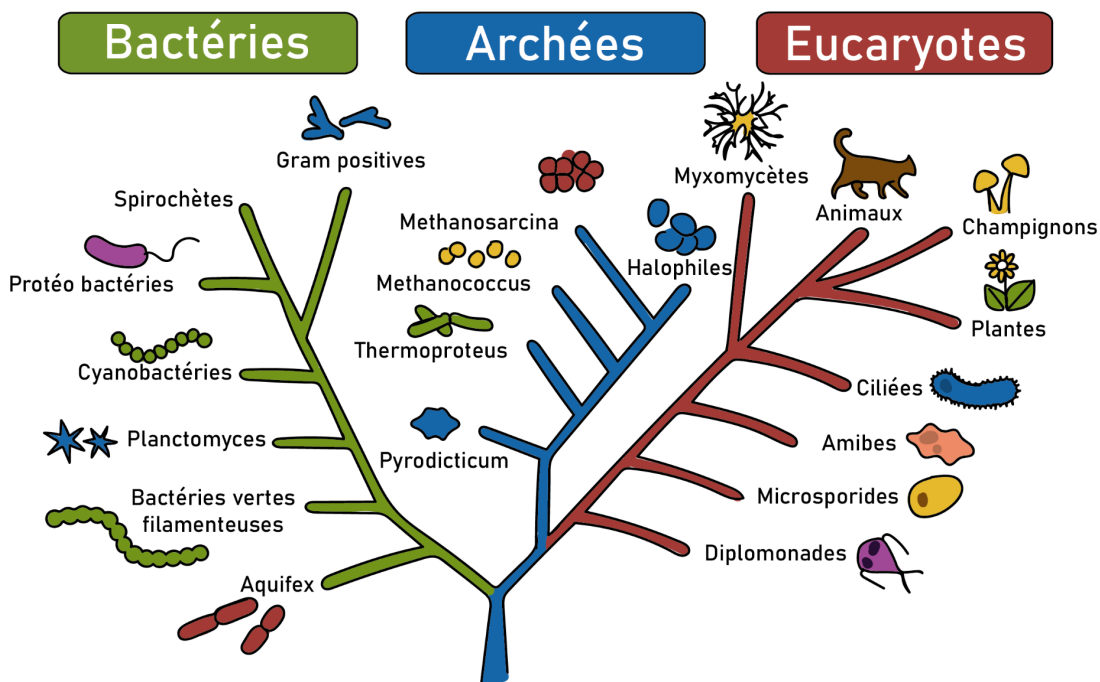 Bactéries
Archées
Eucaryotes
Gram positives
Spirochètes
Protéo bactéries
Cyanobactéries
Planctomyces
Bactéries vertes
filamenteuses
Aquifex
Methanosarcina
Methanococcus
Thermoproteus
Pyrodicticum
Halophiles
Myxomycètes
Animaux
Champignons
Plantes
Ciliées
Amibes
Microsporides
Diplomonades